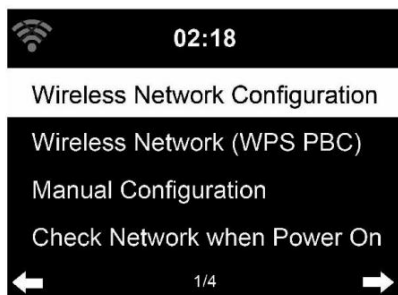 02:18
Wireless Network Configuration
Wireless Network (WPS PBC)
Manual Configuration
Check Network when Power On
1/4